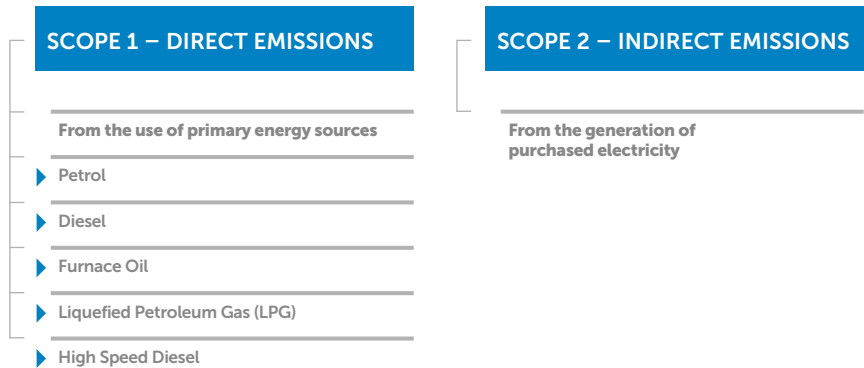 SCOPE 1 – DIRECT EMISSIONS
From the use of primary energy sources
Petrol
Diesel
Furnace Oil
Liquefied Petroleum Gas (LPG)
High Speed Diesel
SCOPE 2 – INDIRECT EMISSIONS
From the generation of
purchased electricity